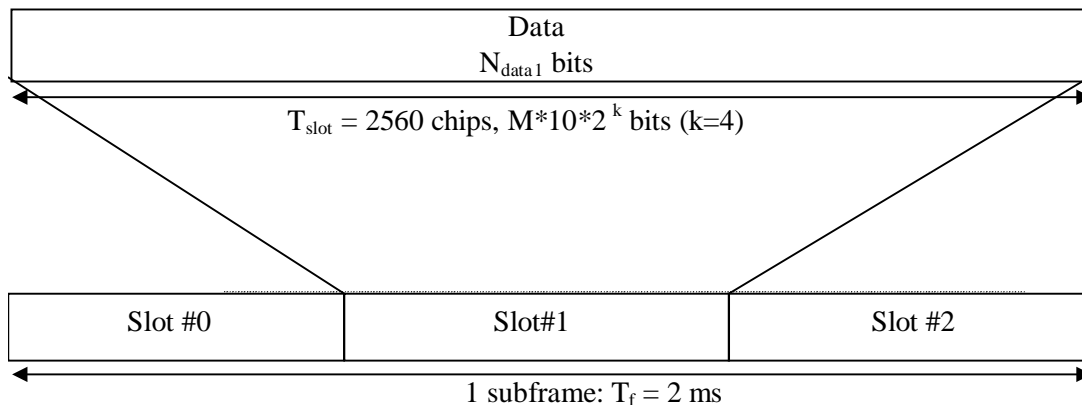 Data
N_data1 bits
T_slot = 2560 chips, M*10*2^k bits (k=4)
Slot #0
Slot#1
Slot #2
1 subframe: T_f = 2 ms